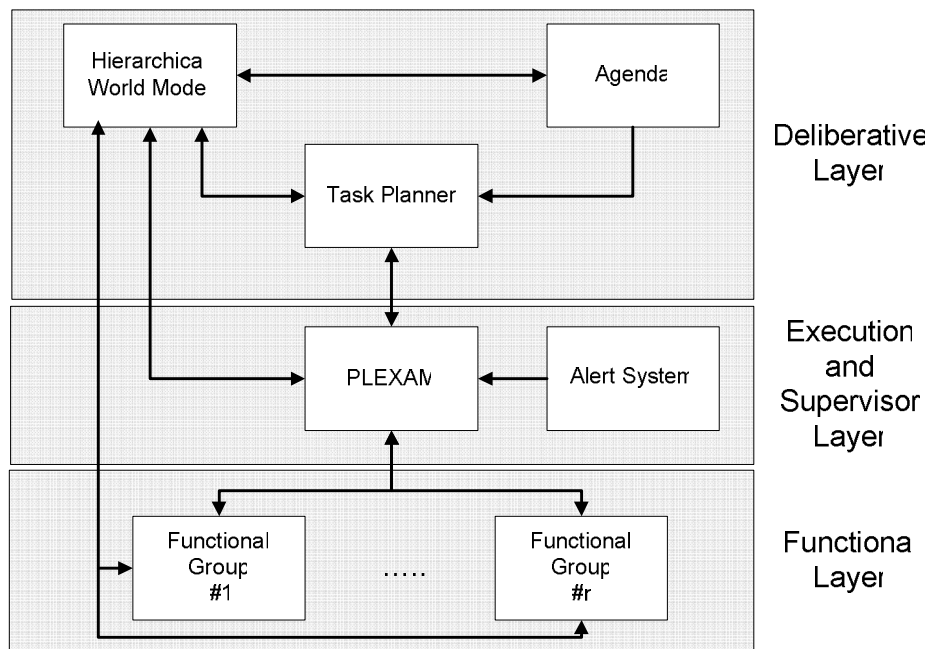 Hierarchica
World Mode
Agenda
Task Planner
Deliberative
Layer
PLEXAM
Alert System
Execution
and
Supervisor
Layer
Functional
Group
#1
.....
Functional
Group
#r
Functiona
Layer